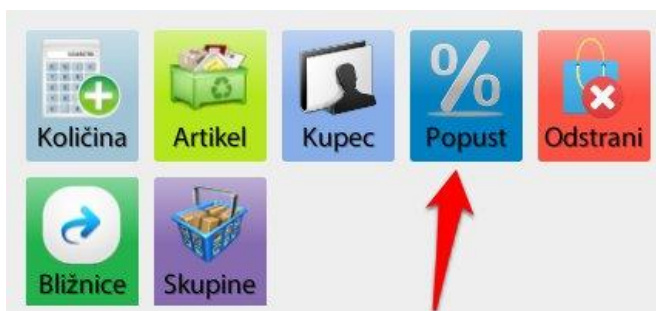 Količina
Artikel
Kupec
%
Popust
Odstrani
Bližnice
Skupine